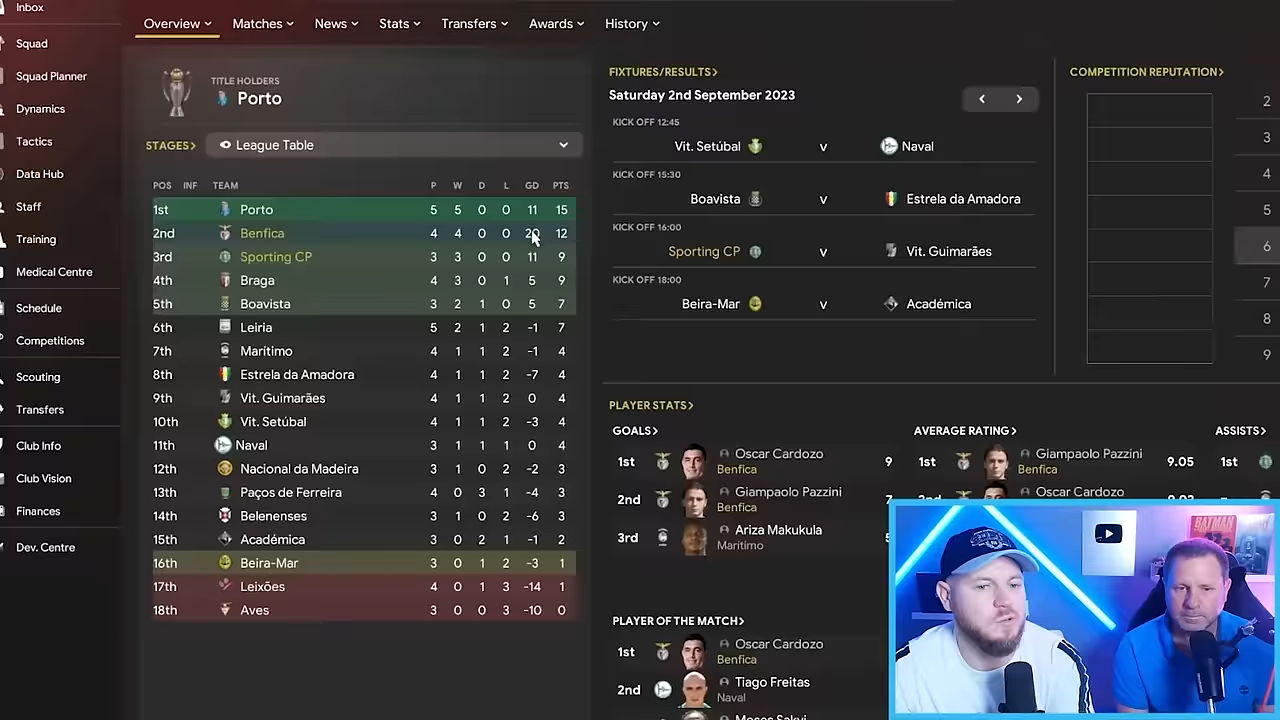 Inbox
Squad
Squad Planner
Dynamics
Tactics
Data Hub
Staff
Training
Medical Centre
Schedule
Competitions
Scouting
Transfers
Club Info
Club Vision
Finances
Dev. Centre
Overview Matches News Stats Transfers Awards History
TITLE HOLDERS
Porto
STAGES> League Table
POS INF TEAM P W D L GD PTS
1st Porto 5 5 0 0 11 15
2nd Benfica 4 4 0 0 20 12
3rd Sporting CP 3 3 0 0 11 9
4th Braga 4 3 0 1 5 9
5th Boavista 3 2 1 0 5 7
6th Leiria 5 2 1 2 -1 7
7th Marítimo 4 1 1 2 -1 4
8th Estrela da Amadora 4 1 1 2 -7 4
9th Vit. Guimarães 4 1 1 2 0 4
10th Vit. Setúbal 4 1 1 2 -3 4
11th Naval 3 1 1 1 0 4
12th Nacional da Madeira 3 1 0 2 -2 3
13th Paços de Ferreira 4 0 3 1 -4 3
14th Belenenses 3 1 0 2 -6 3
15th Académica 3 0 2 1 -1 2
16th Beira-Mar 3 0 1 2 -3 1
17th Leixões 4 0 1 3 -14 1
18th Aves 3 0 0 3 -10 0
FIXTURES/RESULTS>
Saturday 2nd September 2023
KICK OFF 12:45
Vit. Setúbal v Naval
KICK OFF 15:30
Boavista v Estrela da Amadora
KICK OFF 16:00
Sporting CP v Vit. Guimarães
KICK OFF 18:00
Beira-Mar v Académica
COMPETITION REPUTATION>
2
3
4
5
6
7
8
9
PLAYER STATS>
GOALS>
1st Oscar Cardozo 9
Benfica
2nd Giampaolo Pazzini 7
Benfica
3rd Ariza Makukula
Marítimo
AVERAGE RATING>
1st Giampaolo Pazzini 9.05
Benfica
Oscar Cardozo
ASSISTS>
1st
PLAYER OF THE MATCH>
1st Oscar Cardozo
Benfica
2nd Tiago Freitas
Naval
BATMAN